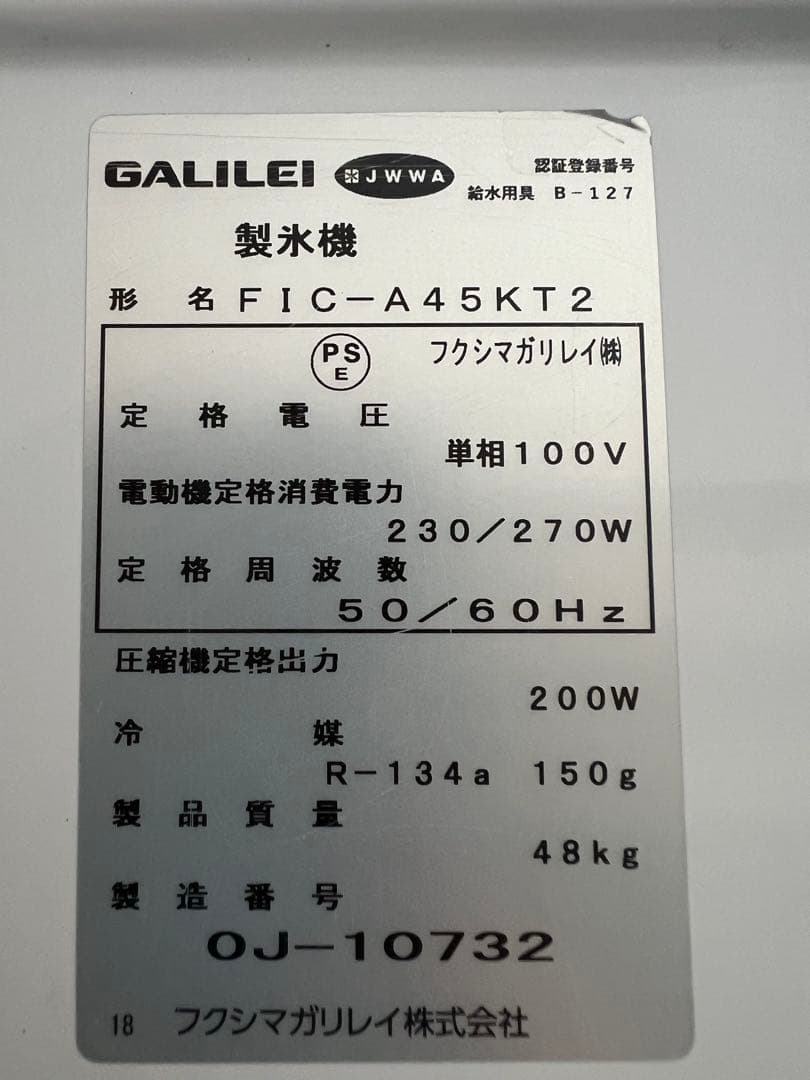 GALILEI JWWA 認証登録番号
給水用具 B-127
製氷機
形名 FIC-A45KT2
PSE フクシマガリレイ㈱
定格電圧
単相100V
電動機定格消費電力
230/270W
定格周波数
50/60Hz
圧縮機定格出力
200W
冷媒
R-134a 150g
製品質量
48kg
製造番号
0J-10732
18 フクシマガリレイ株式会社